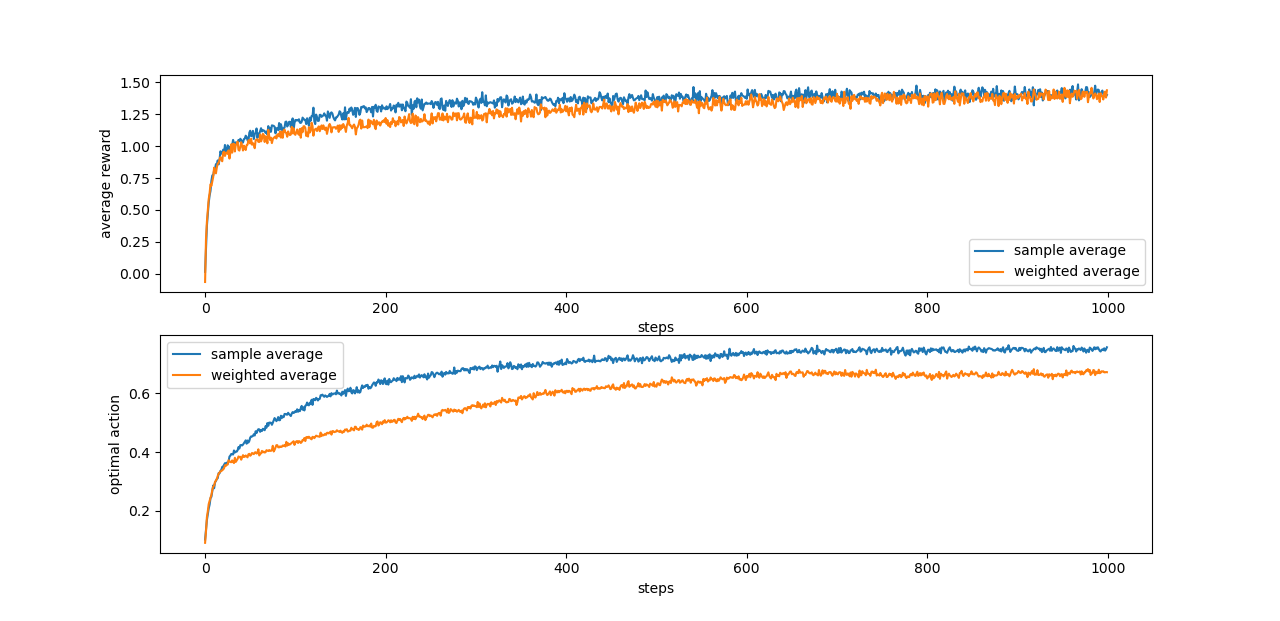 1.50
1.25
1.00
0.75
0.50
0.25
0.00
average reward
sample average
weighted average
0 200 400 600 800 1000
steps
sample average
weighted average
0.6
0.4
0.2
optimal action
0 200 400 600 800 1000
steps